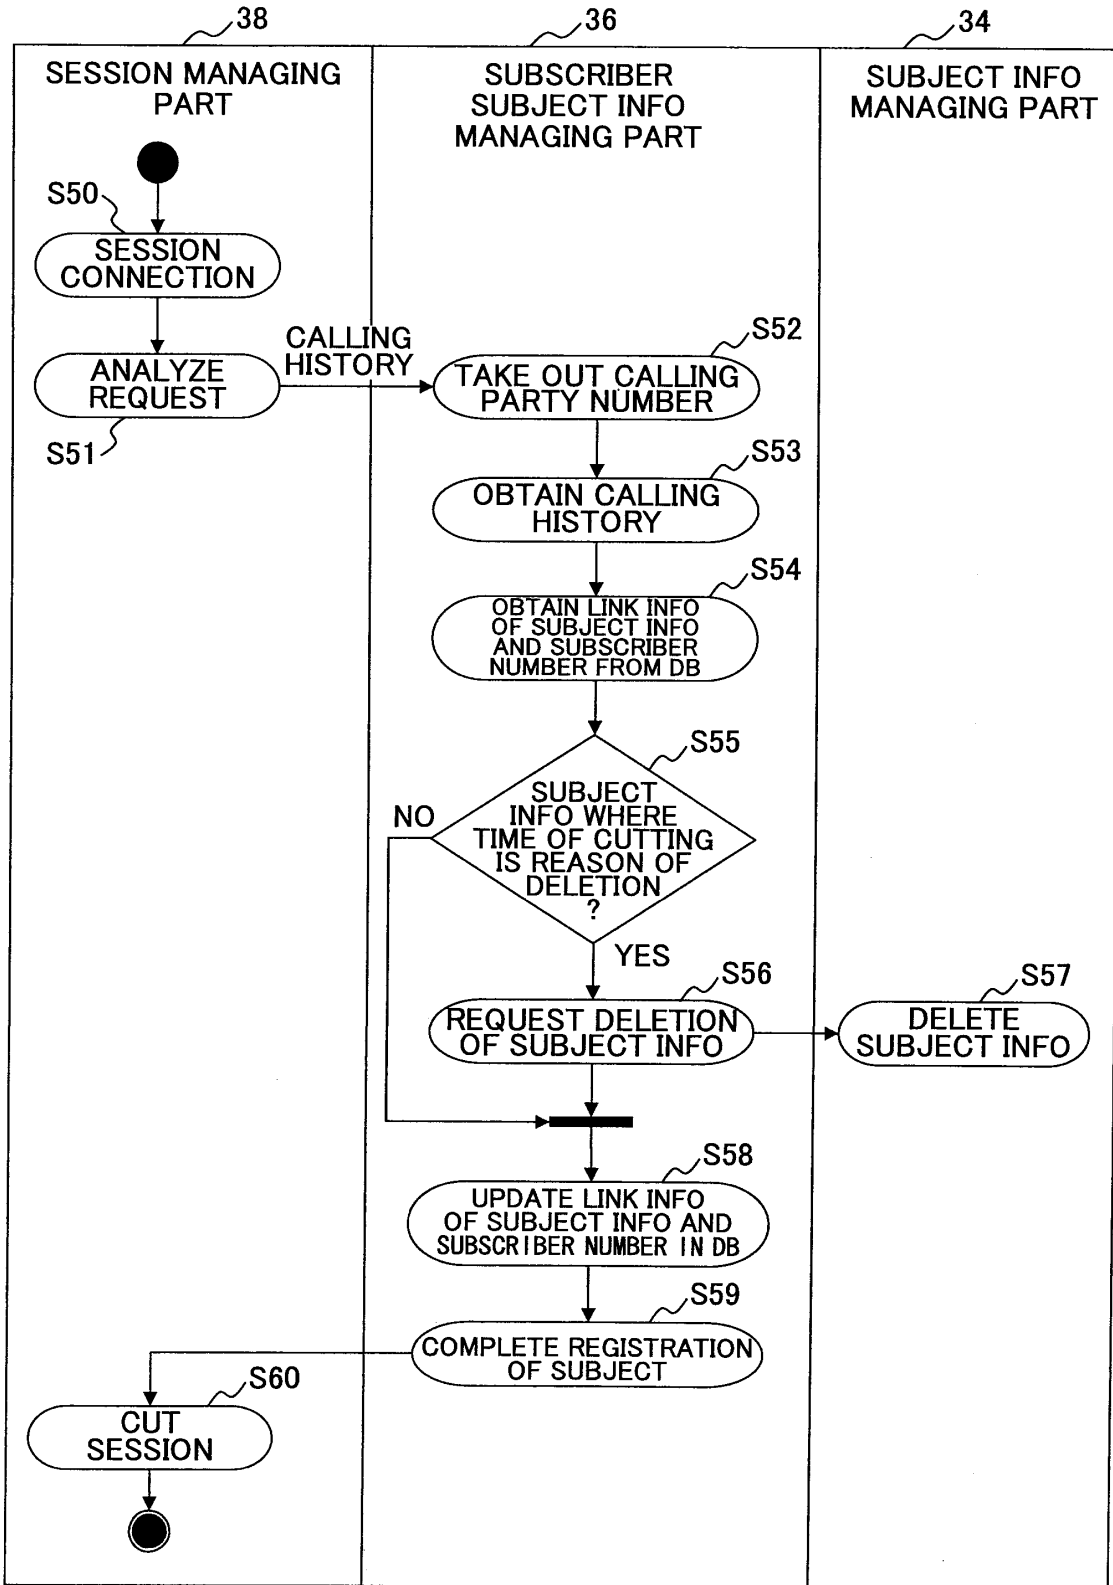 38
36
34
SESSION MANAGING
PART
SUBSCRIBER
SUBJECT INFO
MANAGING PART
SUBJECT INFO
MANAGING PART
S50
SESSION
CONNECTION
CALLING
HISTORY
ANALYZE
REQUEST
S51
S52
TAKE OUT CALLING
PARTY NUMBER
S53
OBTAIN CALLING
HISTORY
S54
OBTAIN LINK INFO
OF SUBJECT INFO
AND SUBSCRIBER
NUMBER FROM DB
S55
SUBJECT
INFO WHERE
TIME OF CUTTING
IS REASON OF
DELETION
?
NO
YES
S56
REQUEST DELETION
OF SUBJECT INFO
S57
DELETE
SUBJECT INFO
S58
UPDATE LINK INFO
OF SUBJECT INFO AND
SUBSCRIBER NUMBER IN DB
S59
COMPLETE REGISTRATION
OF SUBJECT
S60
CUT
SESSION